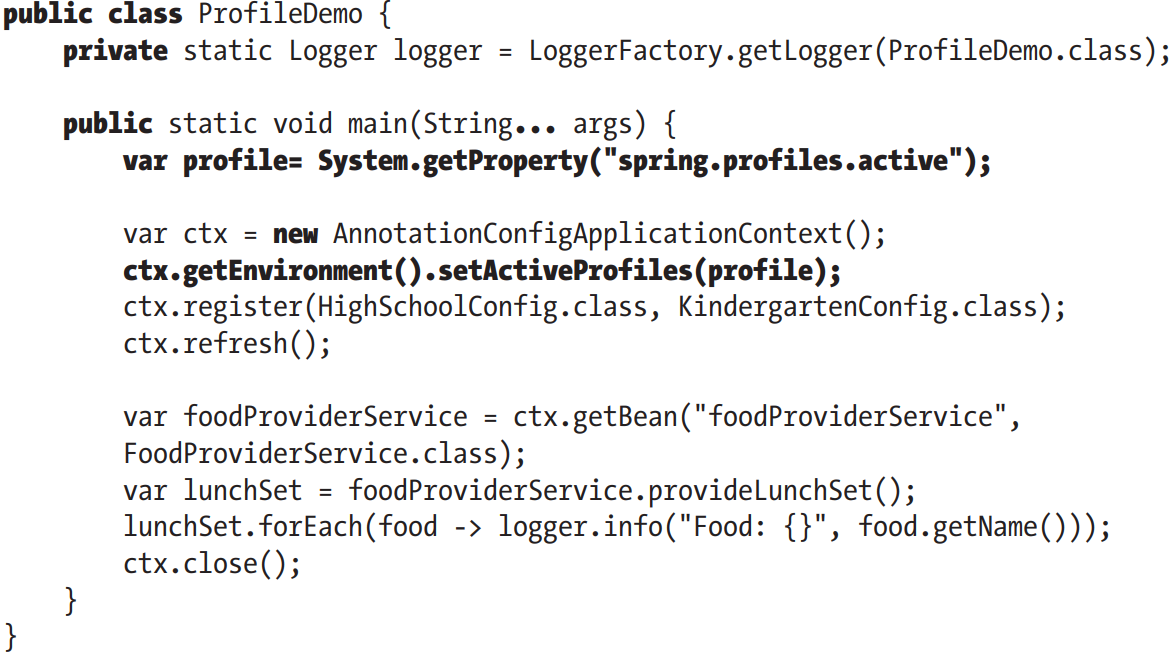 public class ProfileDemo {
    private static Logger logger = LoggerFactory.getLogger(ProfileDemo.class);
    public static void main(String... args) {
        var profile= System.getProperty("spring.profiles.active");
        var ctx = new AnnotationConfigApplicationContext();
        ctx.getEnvironment().setActiveProfiles(profile);
        ctx.register(HighSchoolConfig.class, KindergartenConfig.class);
        ctx.refresh();
        var foodProviderService = ctx.getBean("foodProviderService",
        FoodProviderService.class);
        var lunchSet = foodProviderService.provideLunchSet();
        lunchSet.forEach(food -> logger.info("Food: {}", food.getName()));
        ctx.close();
    }
}